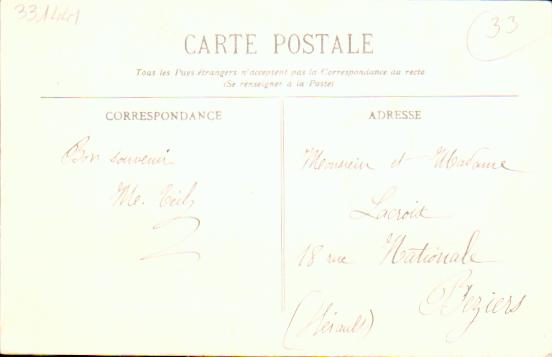 33
CARTE POSTALE
Tous les Pays étrangers n'acceptent pas la Correspondance au recto
(Se renseigner à la Poste)
CORRESPONDANCE
ADRESSE
Bon souvenir
Me.
Monsieur et Madame
Lacroix
18 rue Nationale
Béziers
(Hérault)